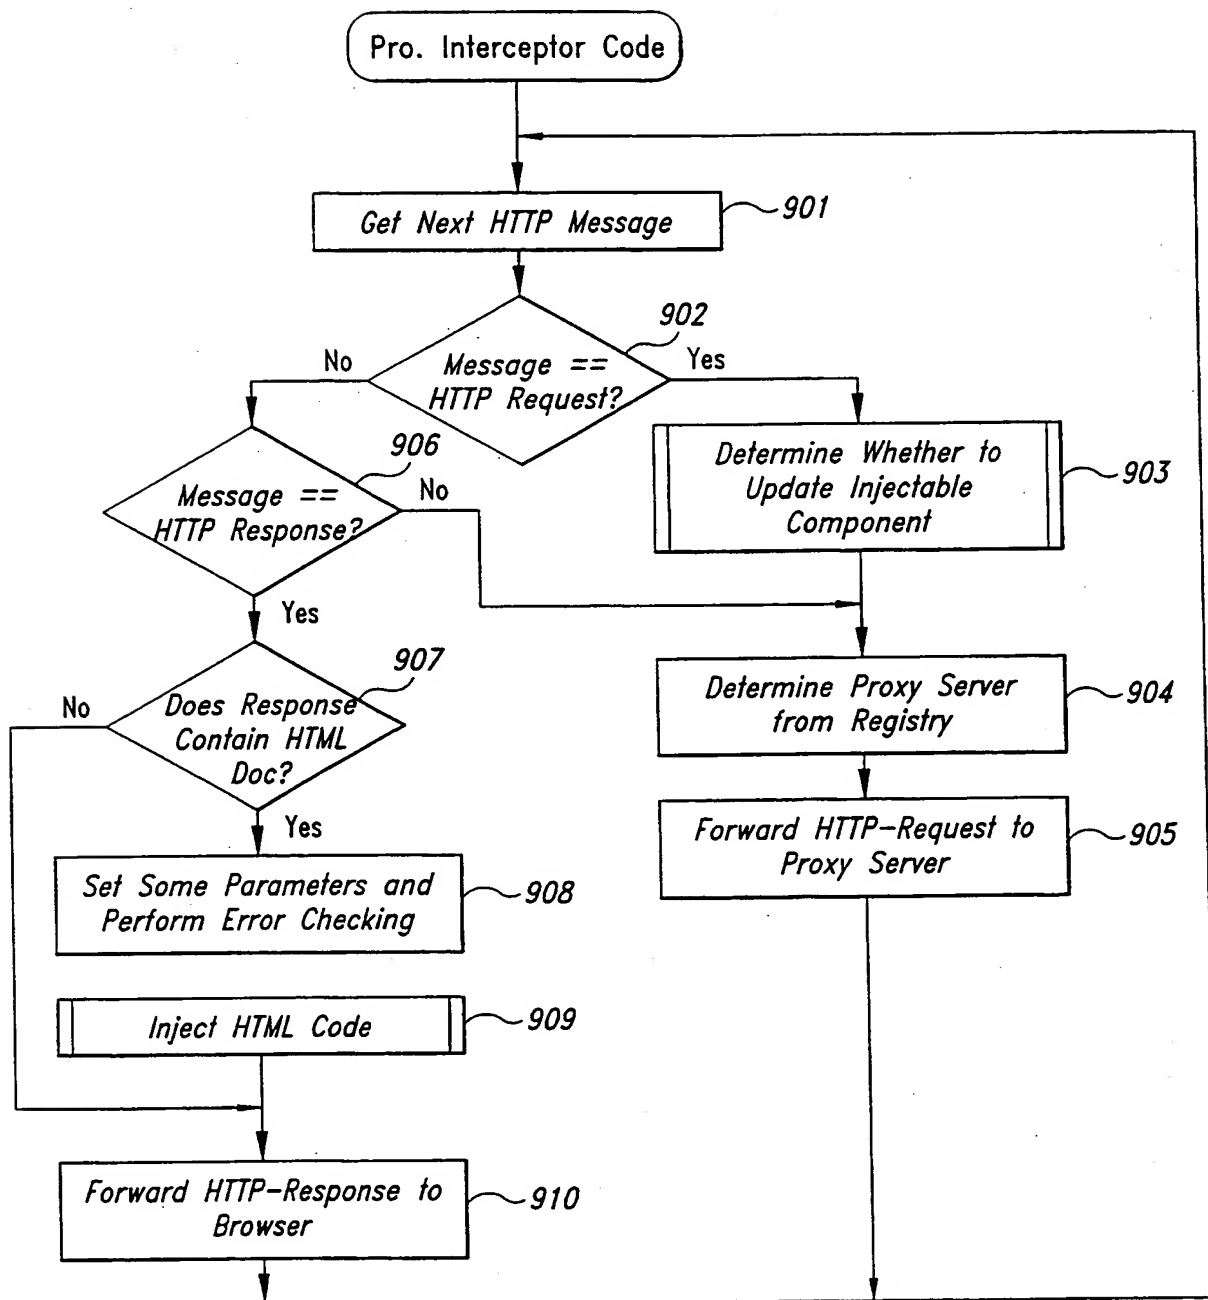 Pro. Interceptor Code
Get Next HTTP Message
901
902
No
Message ==
HTTP Request?
Yes
906
Message ==
HTTP Response?
No
Determine Whether to
Update Injectable
Component
903
Yes
907
No
Does Response
Contain HTML
Doc?
Determine Proxy Server
from Registry
904
Yes
Forward HTTP-Request to
Proxy Server
905
Set Some Parameters and
Perform Error Checking
908
Inject HTML Code
909
Forward HTTP-Response to
Browser
910